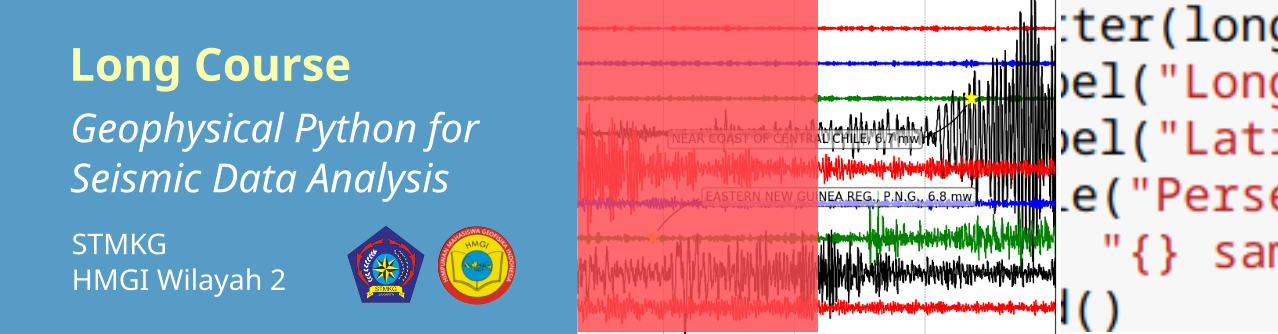 Long Course
Geophysical Python for
Seismic Data Analysis
STMKG
HMGI Wilayah 2
STMKG
JAKARTA
HIMPUNAN MAHASISWA GEOFISIKA INDONESIA
HMGI
NEAR COAST OF CENTRAL CHILE, 6.7 mw
EASTERN NEW GUINEA REG., P.N.G., 6.8 mw
tter(long
bel("Long
bel("Lati
le("Perse
"{} sam
d()